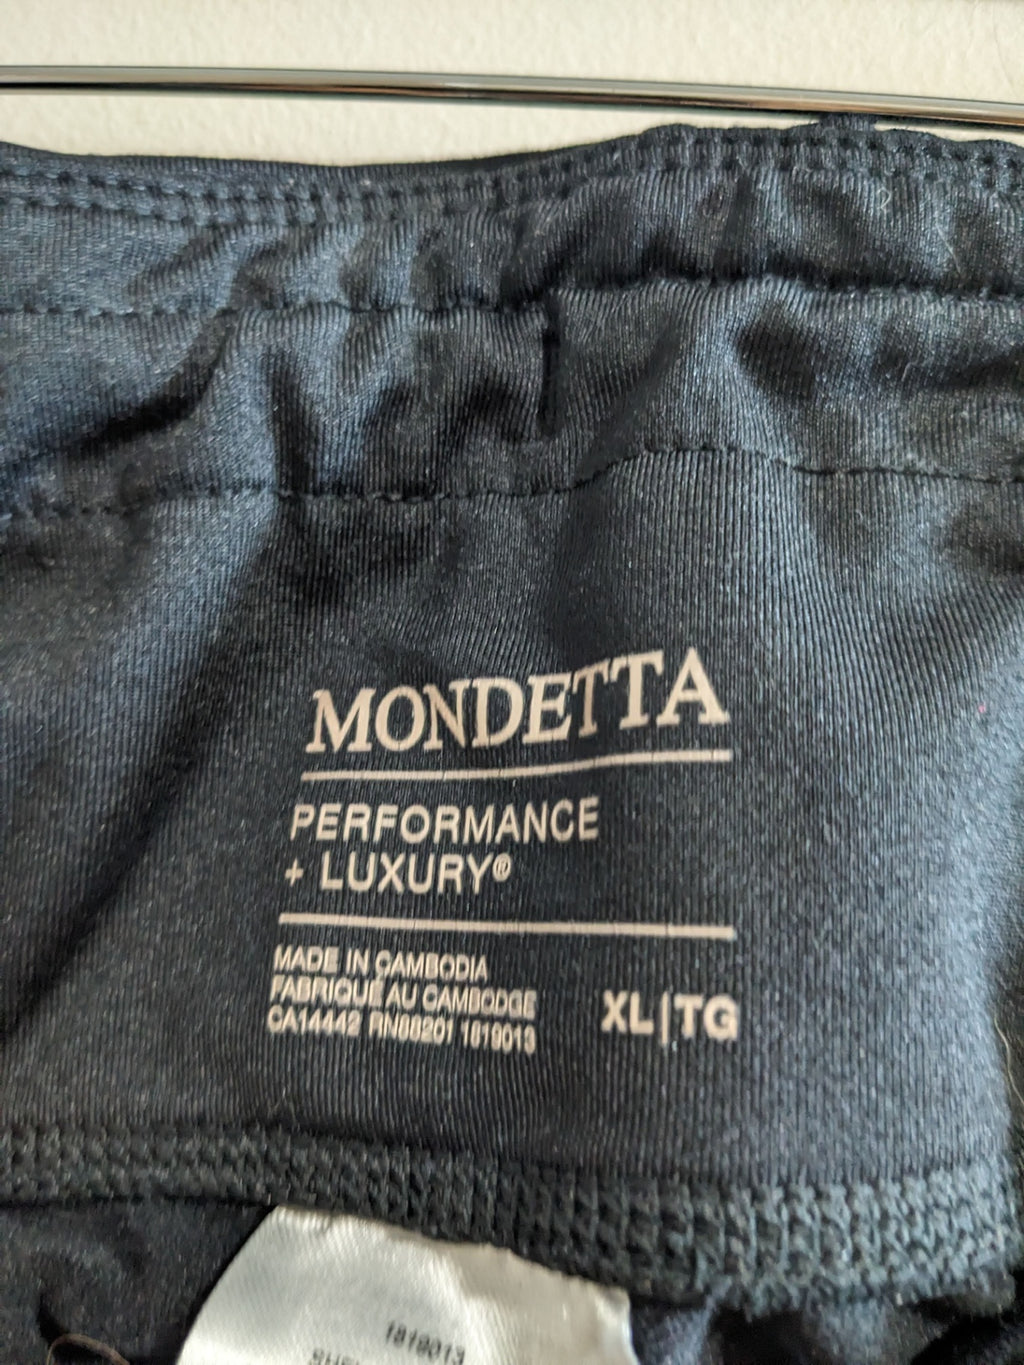 MONDETTA
PERFORMANCE
+ LUXURY®
MADE IN CAMBODIA
FABRIQUÉ AU CAMBODGE
CA14442 RN88201 1819013
XL|TG
1819013